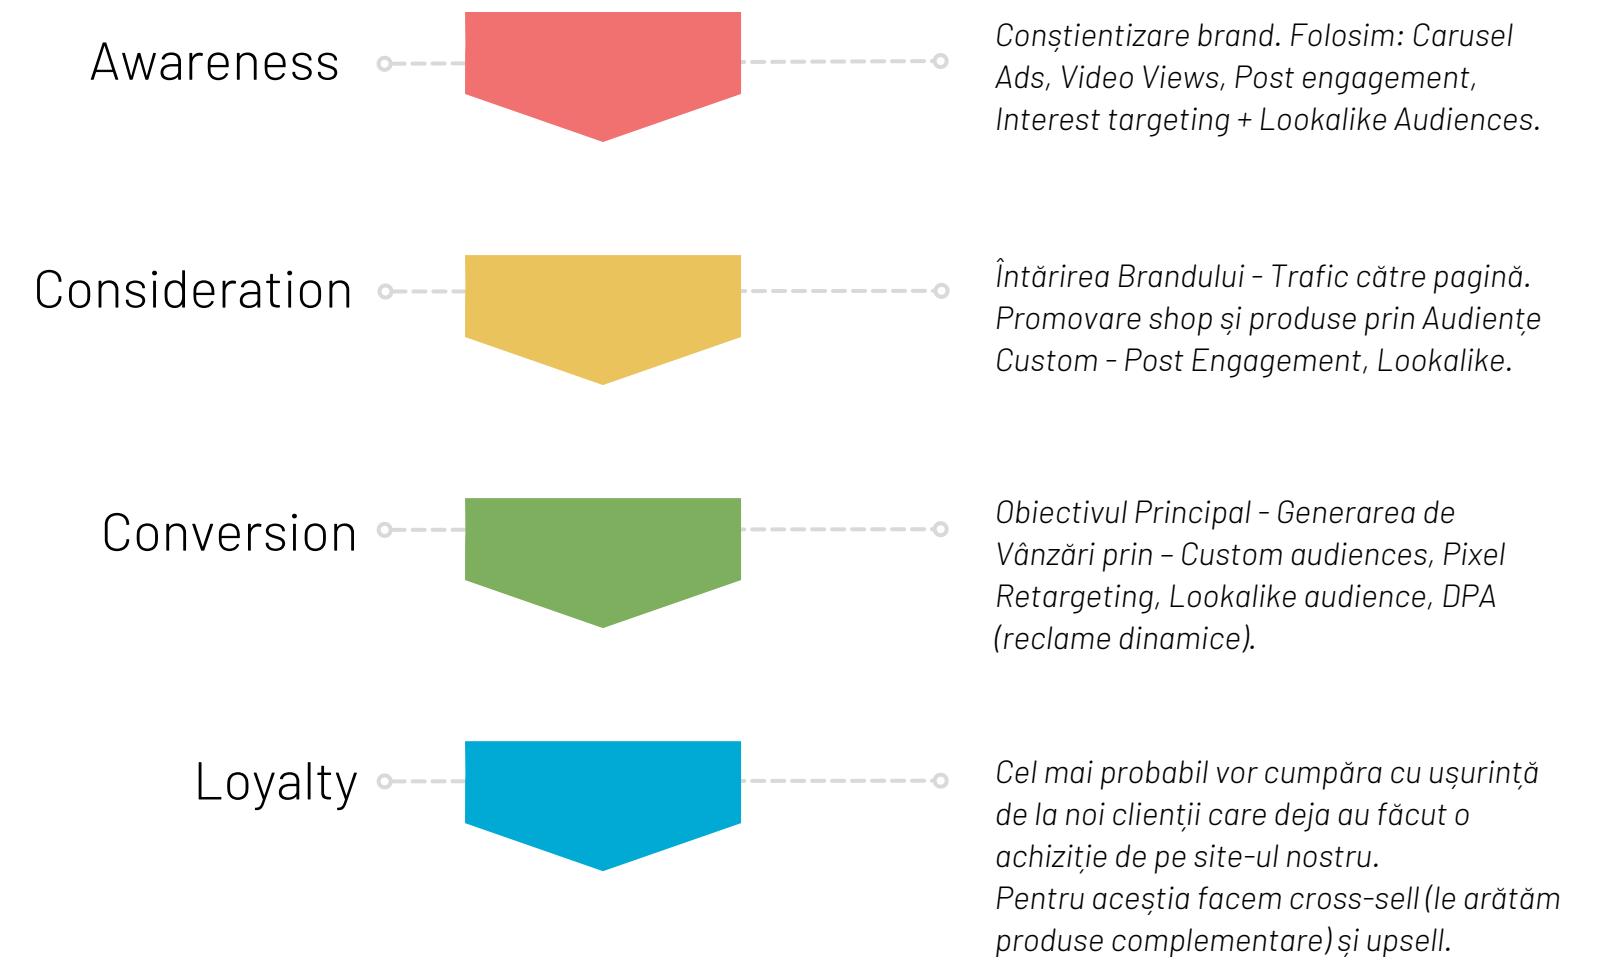 Awareness
Conștientizare brand. Folosim: Carusel
Ads, Video Views, Post engagement,
Interest targeting + Lookalike Audiences.
Consideration
Întărirea Brandului - Trafic către pagină.
Promovare shop și produse prin Audiențe
Custom - Post Engagement, Lookalike.
Conversion
Obiectivul Principal - Generarea de
Vânzări prin – Custom audiences, Pixel
Retargeting, Lookalike audience, DPA
(reclame dinamice).
Loyalty
Cel mai probabil vor cumpăra cu ușurință
de la noi clienții care deja au făcut o
achiziție de pe site-ul nostru.
Pentru aceștia facem cross-sell (le arătăm
produse complementare) și upsell.